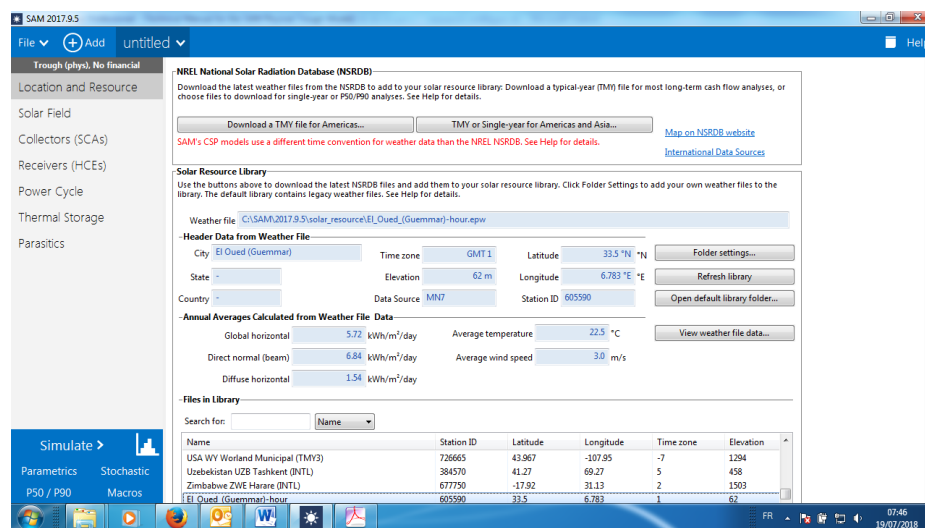 SAM 2017.9.5
File
Add
untitled
Help
Trough (phys), No financial
Location and Resource
Solar Field
Collectors (SCAs)
Receivers (HCEs)
Power Cycle
Thermal Storage
Parasitics
NREL National Solar Radiation Database (NSRDB)
Download the latest weather files from the NSRDB to add to your solar resource library: Download a typical-year (TMY) file for most long-term cash flow analyses, or
choose files to download for single-year or P50/P90 analyses. See Help for details.
Download a TMY file for Americas...
TMY or Single-year for Americas and Asia...
Map on NSRDB website
SAM's CSP models use a different time convention for weather data than the NREL NSRDB. See Help for details.
International Data Sources
Solar Resource Library
Use the buttons above to download the latest NSRDB files and add them to your solar resource library. Click Folder Settings to add your own weather files to the
library. The default library contains legacy weather files. See Help for details.
Weather file C:\SAM\2017.9.5\solar_resource\El_Oued_(Guemmar)-hour.epw
Header Data from Weather File
City El Oued (Guemmar) Time zone GMT 1 Latitude 33.5 °N °N Folder settings...
State - Elevation 62 m Longitude 6.783 °E °E Refresh library
Country - Data Source MN7 Station ID 605590 Open default library folder...
Annual Averages Calculated from Weather File Data
Global horizontal 5.72 kWh/m²/day Average temperature 22.5 °C View weather file data...
Direct normal (beam) 6.84 kWh/m²/day Average wind speed 3.0 m/s
Diffuse horizontal 1.54 kWh/m²/day
Files in Library
Search for: Name
Name Station ID Latitude Longitude Time zone Elevation
USA WY Worland Municipal (TMY3) 726665 43.967 -107.95 -7 1294
Uzebekistan UZB Tashkent (INTL) 384570 41.27 69.27 5 458
Zimbabwe ZWE Harare (INTL) 677750 -17.92 31.13 2 1503
El_Oued_(Guemmar)-hour 605590 33.5 6.783 1 62
Simulate >
Parametrics Stochastic
P50 / P90 Macros
FR
07:46
19/07/2018